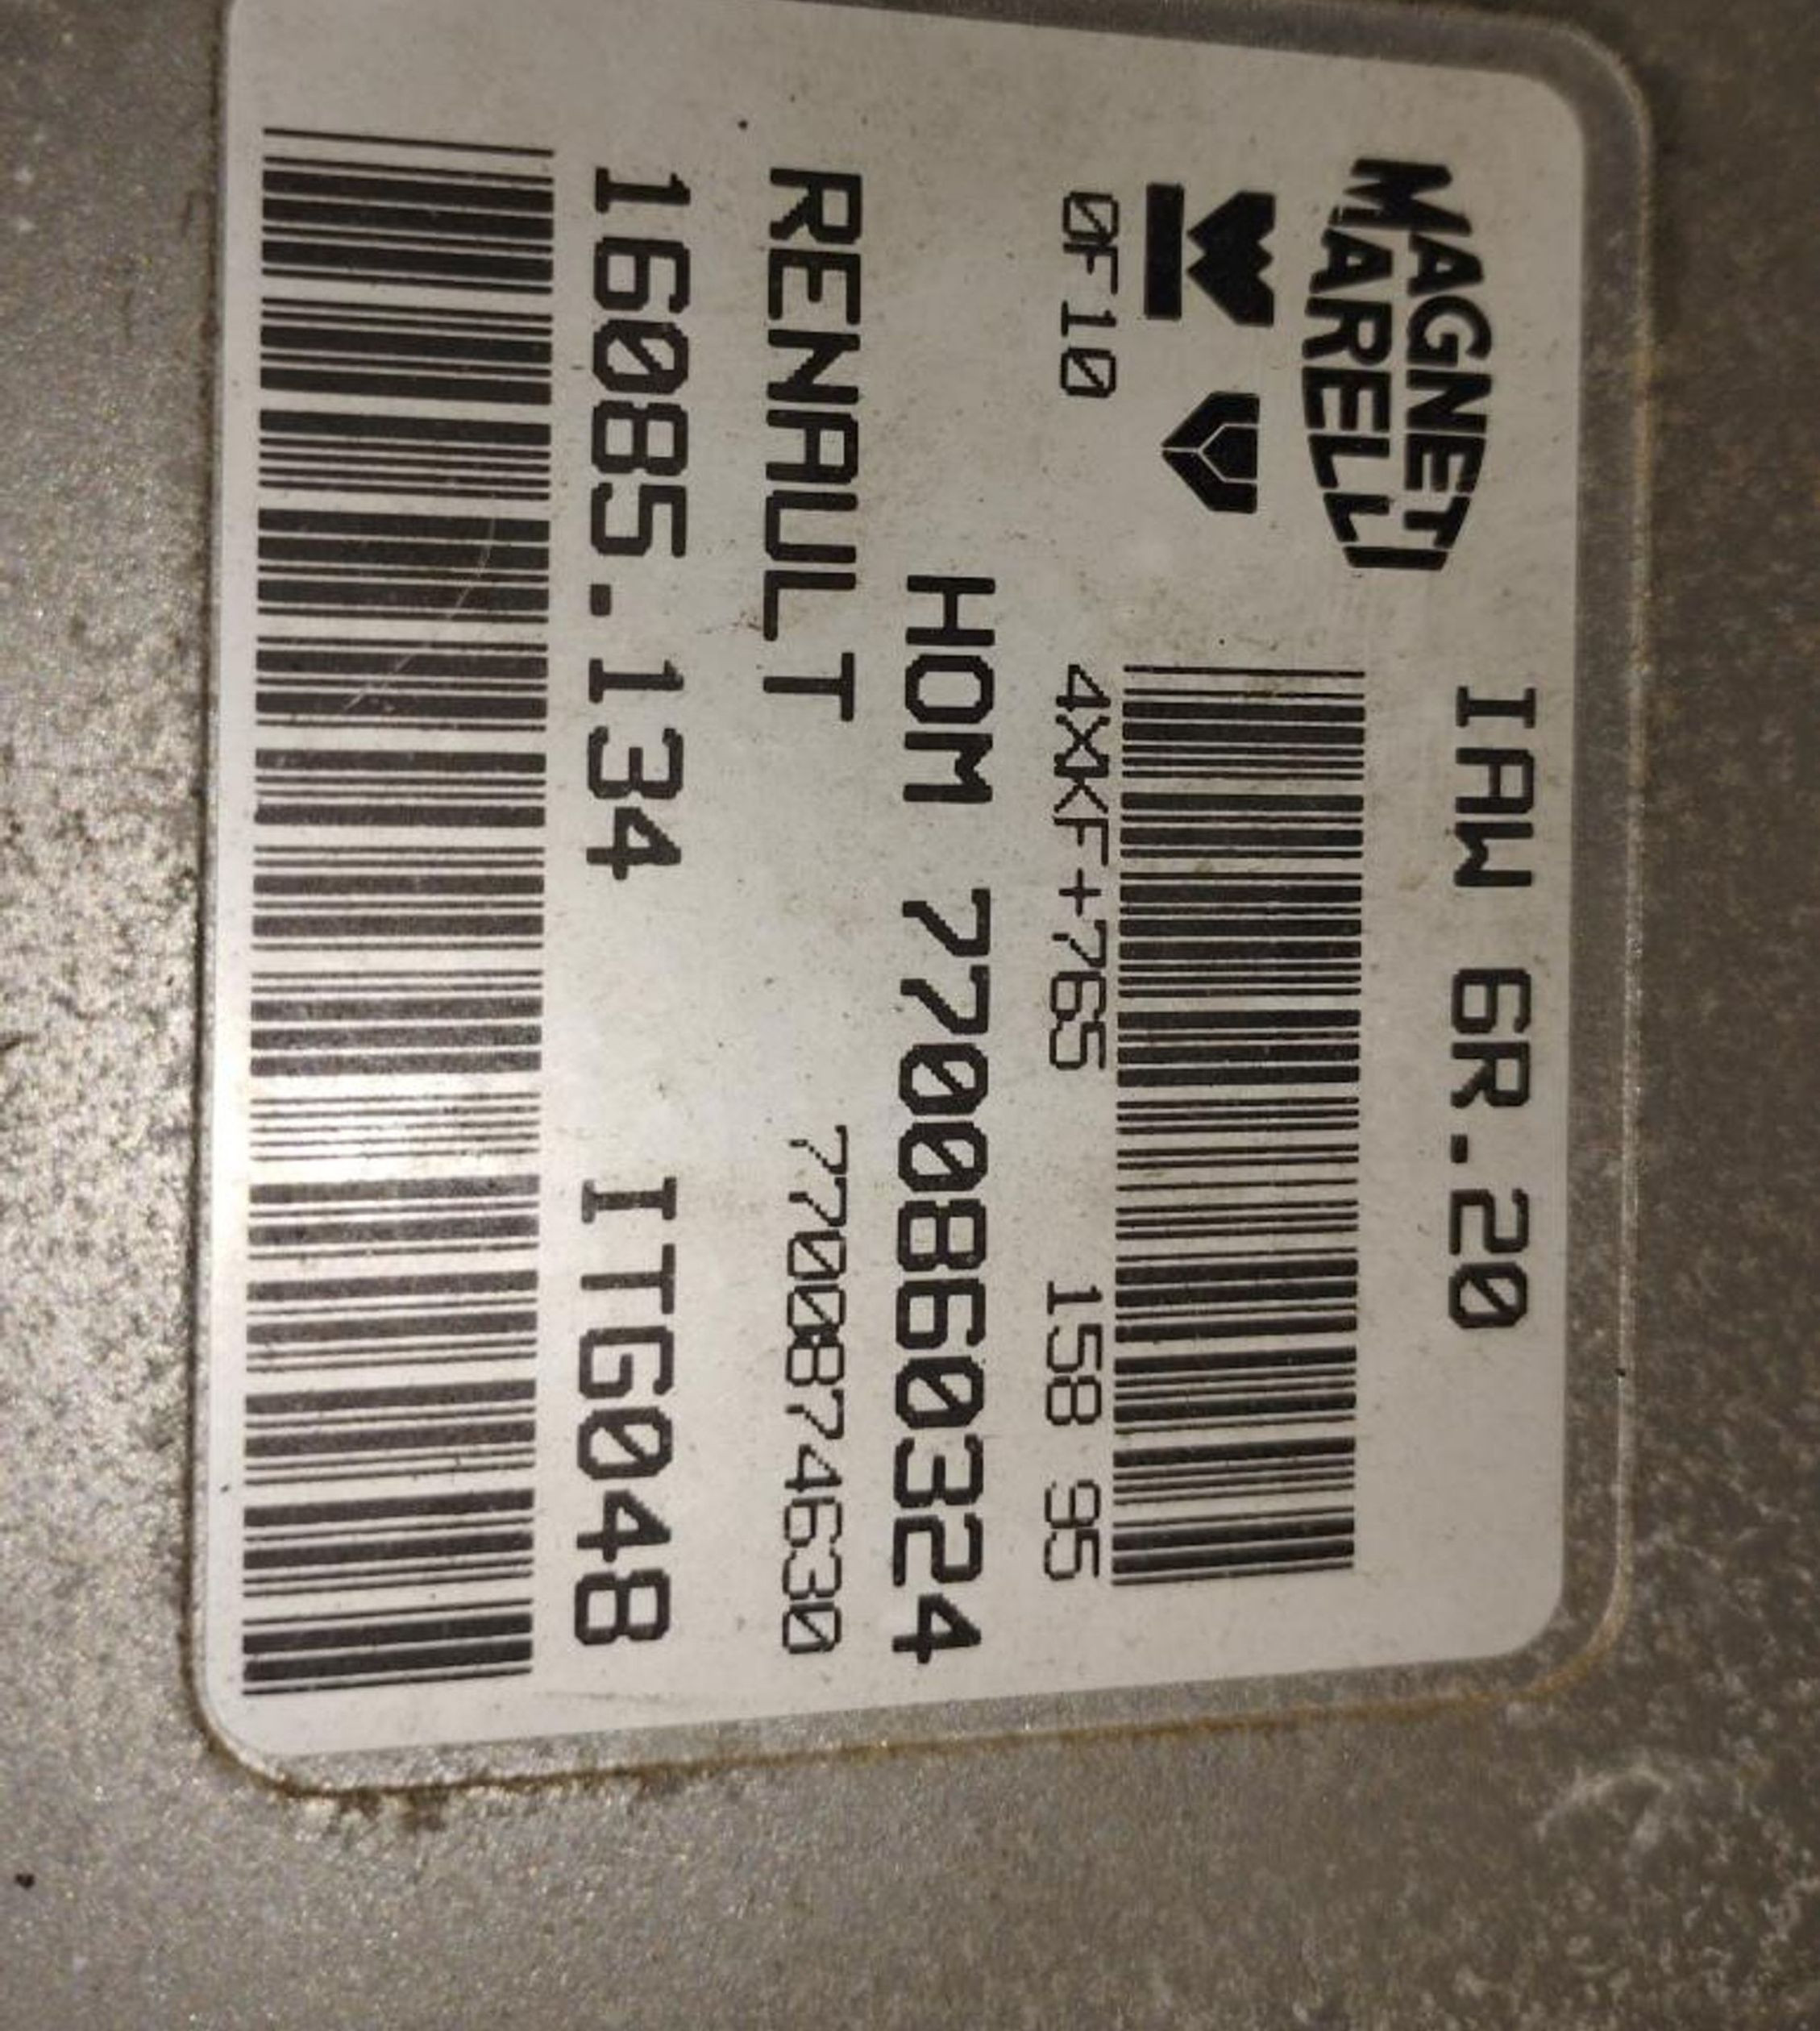 MAGNETI
MARELLI
IAW 6R.20
0F10
4XKF+765 158 95
HOM 7700860324
RENAULT 7700874630
16085.134 ITG048